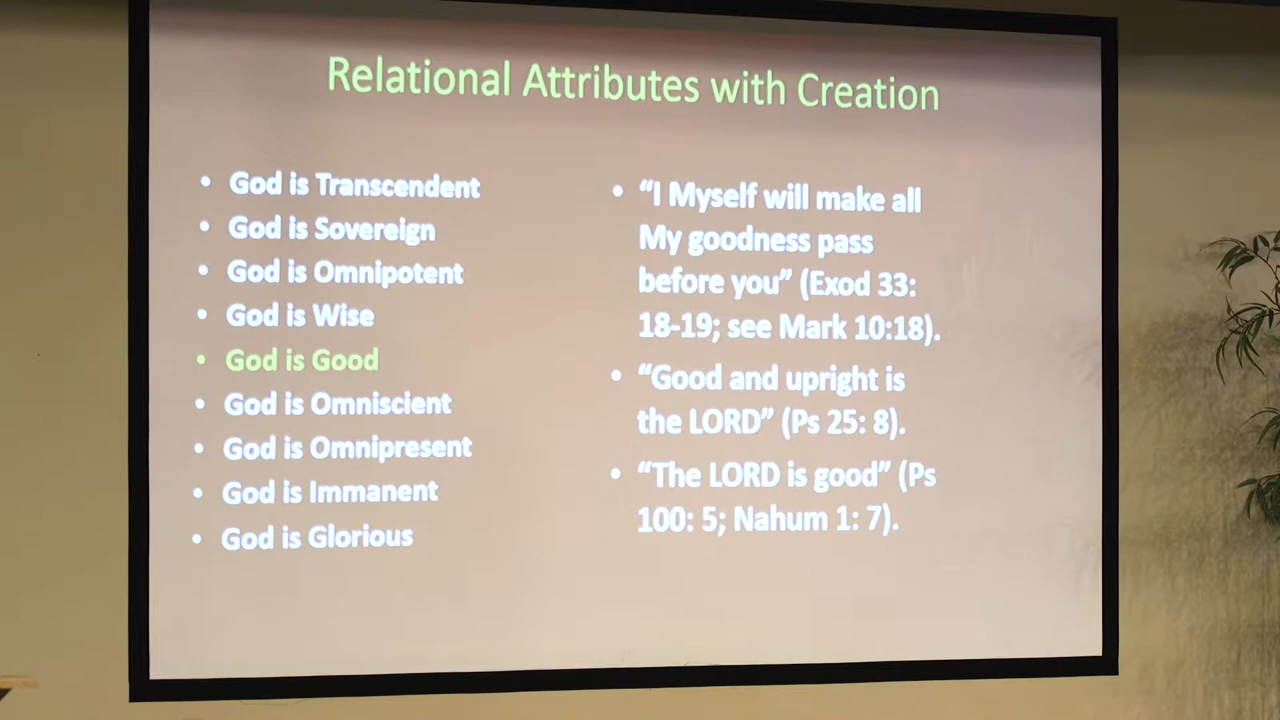 Relational Attributes with Creation
• God is Transcendent
• God is Sovereign
• God is Omnipotent
• God is Wise
• God is Good
• God is Omniscient
• God is Omnipresent
• God is Immanent
• God is Glorious
• “I Myself will make all
My goodness pass
before you” (Exod 33:
18-19; see Mark 10:18).
• “Good and upright is
the LORD” (Ps 25: 8).
• “The LORD is good” (Ps
100: 5; Nahum 1: 7).